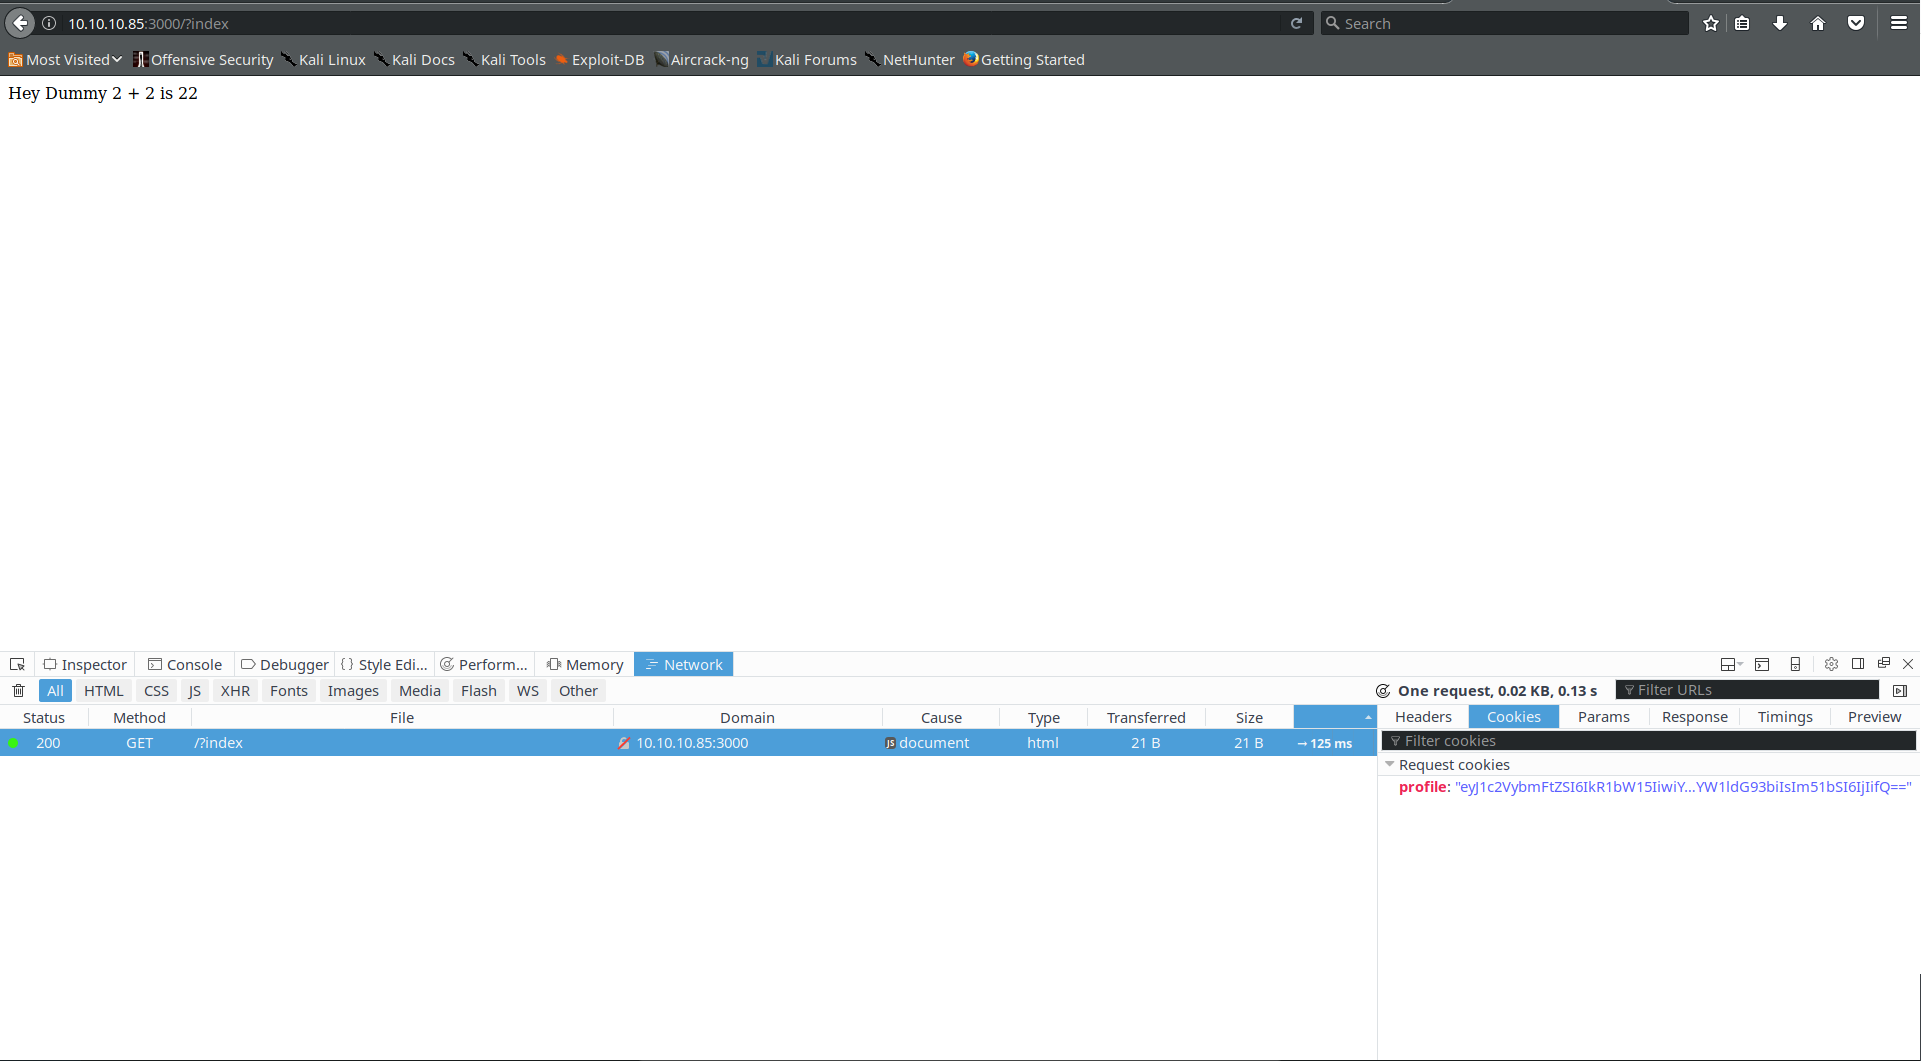 10.10.10.85:3000/?index
Search
Most Visited Offensive Security Kali Linux Kali Docs Kali Tools Exploit-DB Aircrack-ng Kali Forums NetHunter Getting Started
Hey Dummy 2 + 2 is 22
Inspector Console Debugger { } Style Edi... Perform... Memory Network
All HTML CSS JS XHR Fonts Images Media Flash WS Other One request, 0.02 KB, 0.13 s Filter URLs
Status Method File Domain Cause Type Transferred Size Headers Cookies Params Response Timings Preview
200 GET /?index 10.10.10.85:3000 JS document html 21 B 21 B → 125 ms
Filter cookies
Request cookies
profile: "eyJ1c2VybmFtZSI6IkR1bW15IiwiY...YW1ldG93biIsIm51bSI6IjIifQ=="